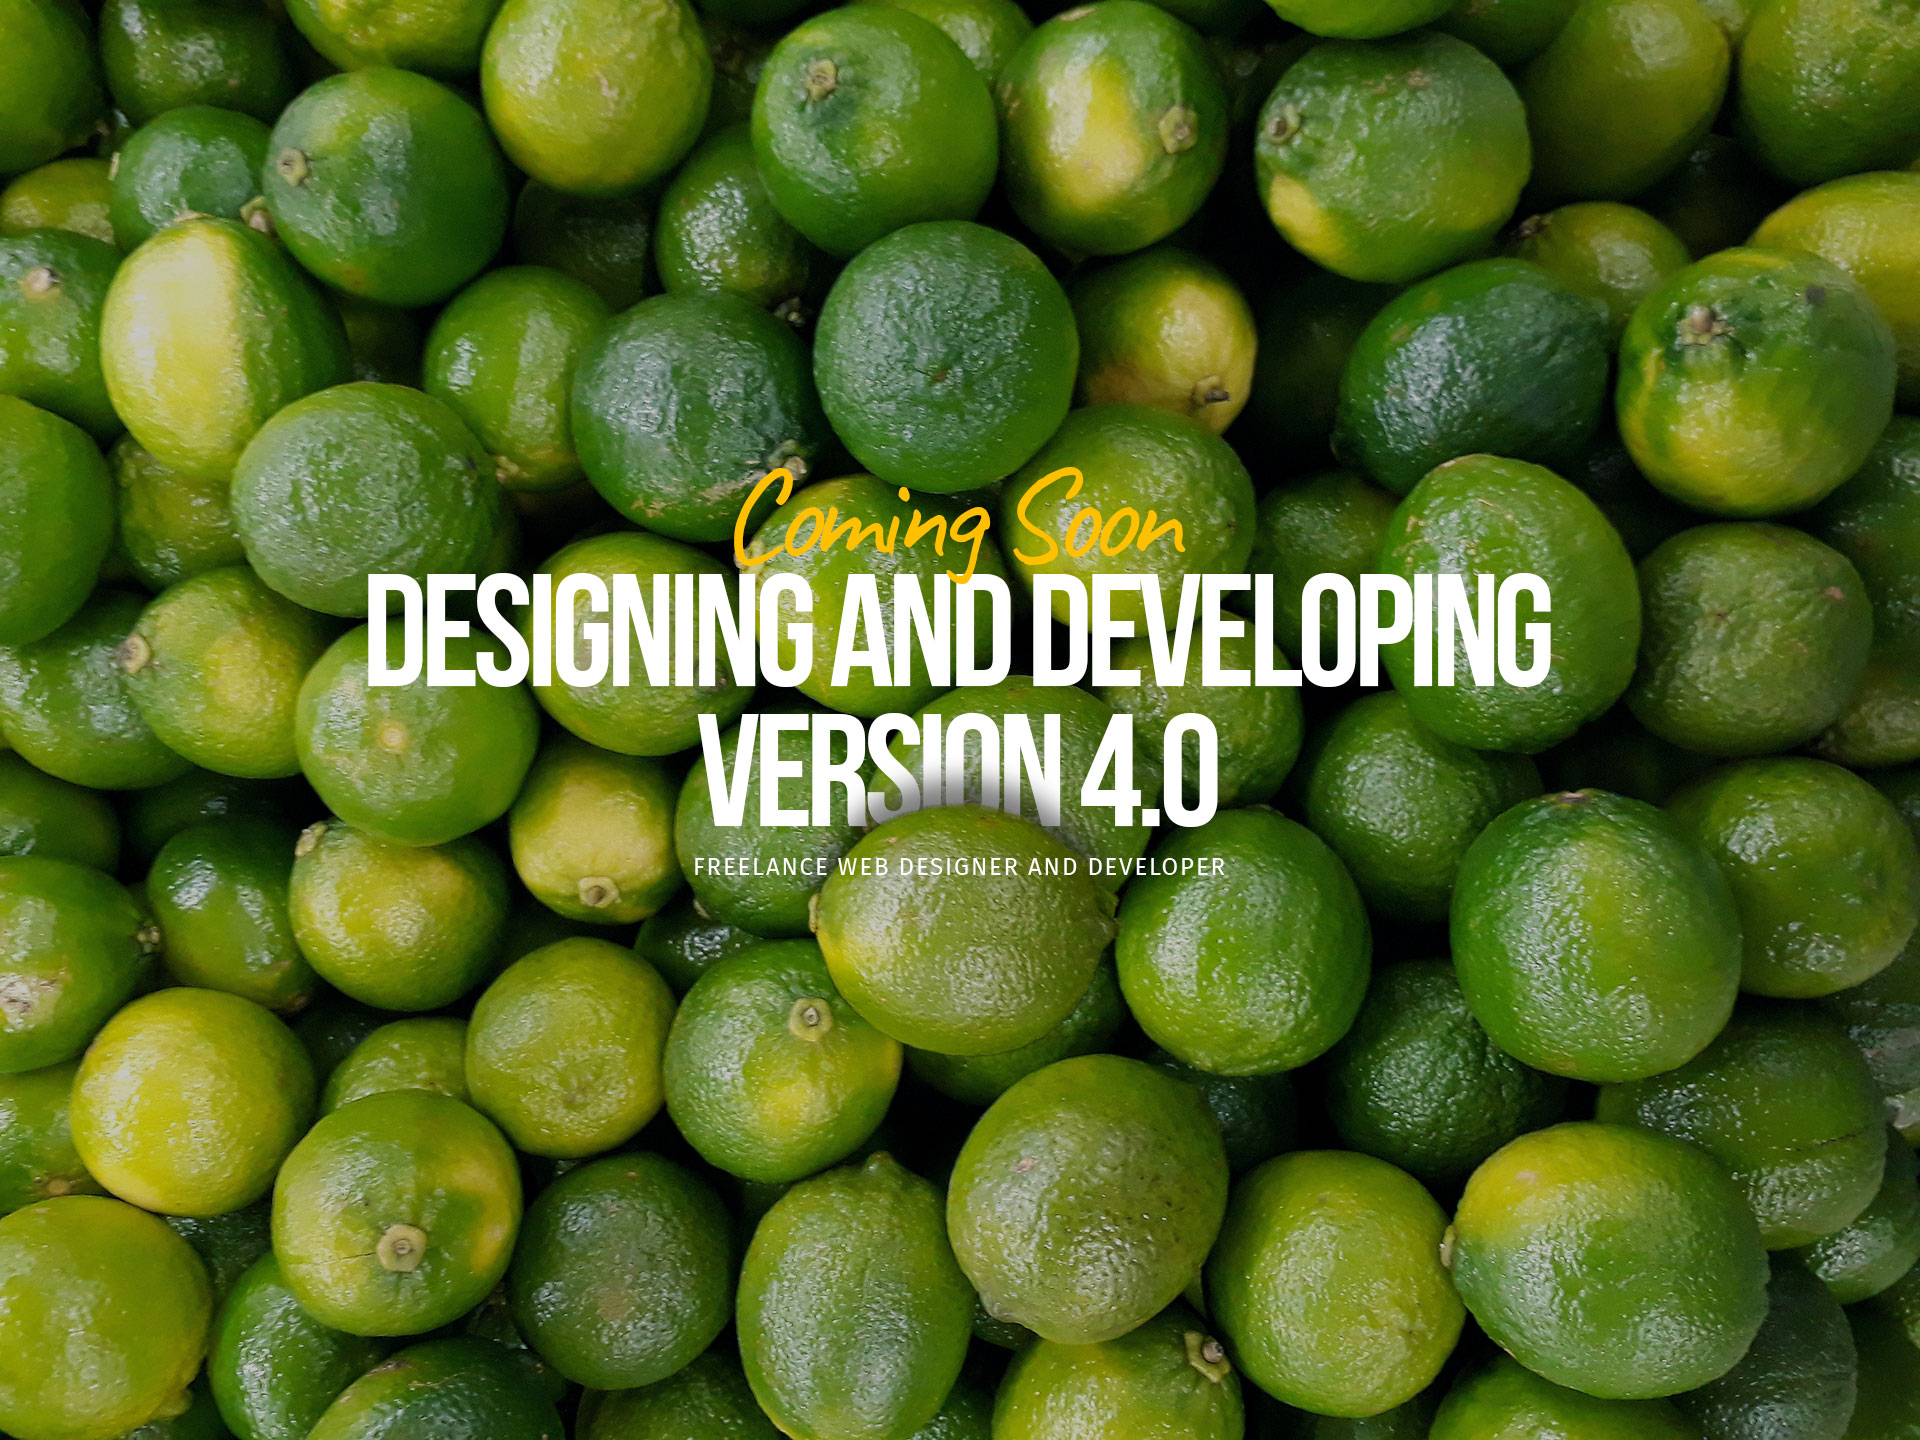 Coming Soon
DESIGNING AND DEVELOPING
VERSION 4.0
FREELANCE WEB DESIGNER AND DEVELOPER